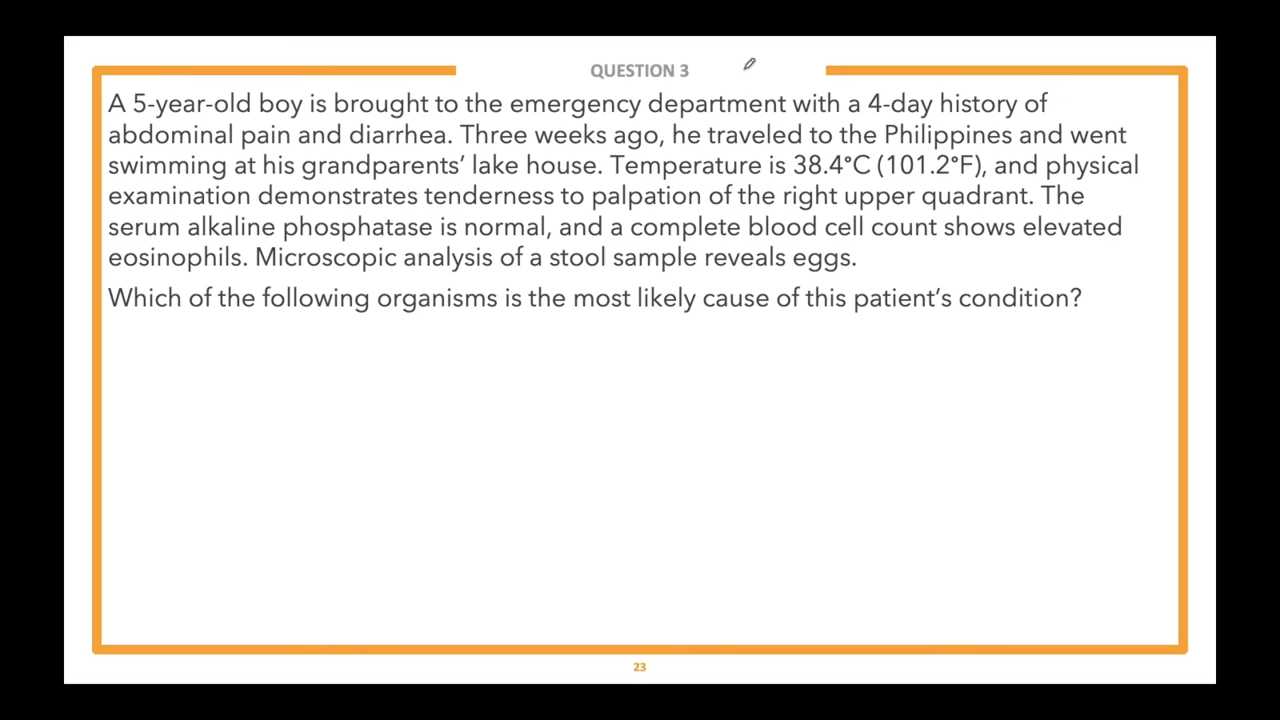 QUESTION 3
A 5-year-old boy is brought to the emergency department with a 4-day history of
abdominal pain and diarrhea. Three weeks ago, he traveled to the Philippines and went
swimming at his grandparents’ lake house. Temperature is 38.4°C (101.2°F), and physical
examination demonstrates tenderness to palpation of the right upper quadrant. The
serum alkaline phosphatase is normal, and a complete blood cell count shows elevated
eosinophils. Microscopic analysis of a stool sample reveals eggs.
Which of the following organisms is the most likely cause of this patient’s condition?
23